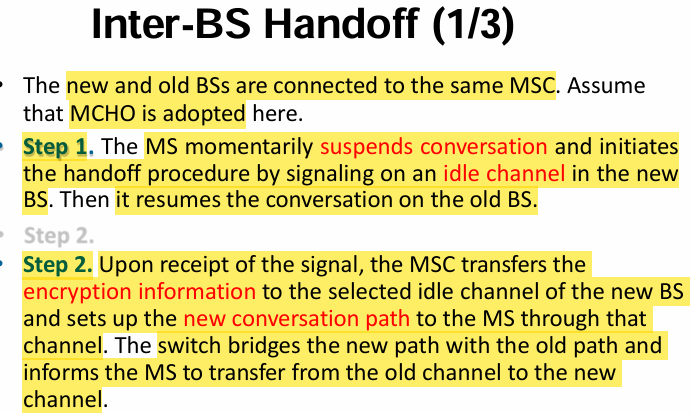 Inter-BS Handoff (1/3)
• The new and old BSs are connected to the same MSC. Assume
that MCHO is adopted here.
• Step 1. The MS momentarily suspends conversation and initiates
the handoff procedure by signaling on an idle channel in the new
BS. Then it resumes the conversation on the old BS.
• Step 2.
• Step 2. Upon receipt of the signal, the MSC transfers the
encryption information to the selected idle channel of the new BS
and sets up the new conversation path to the MS through that
channel. The switch bridges the new path with the old path and
informs the MS to transfer from the old channel to the new
channel.